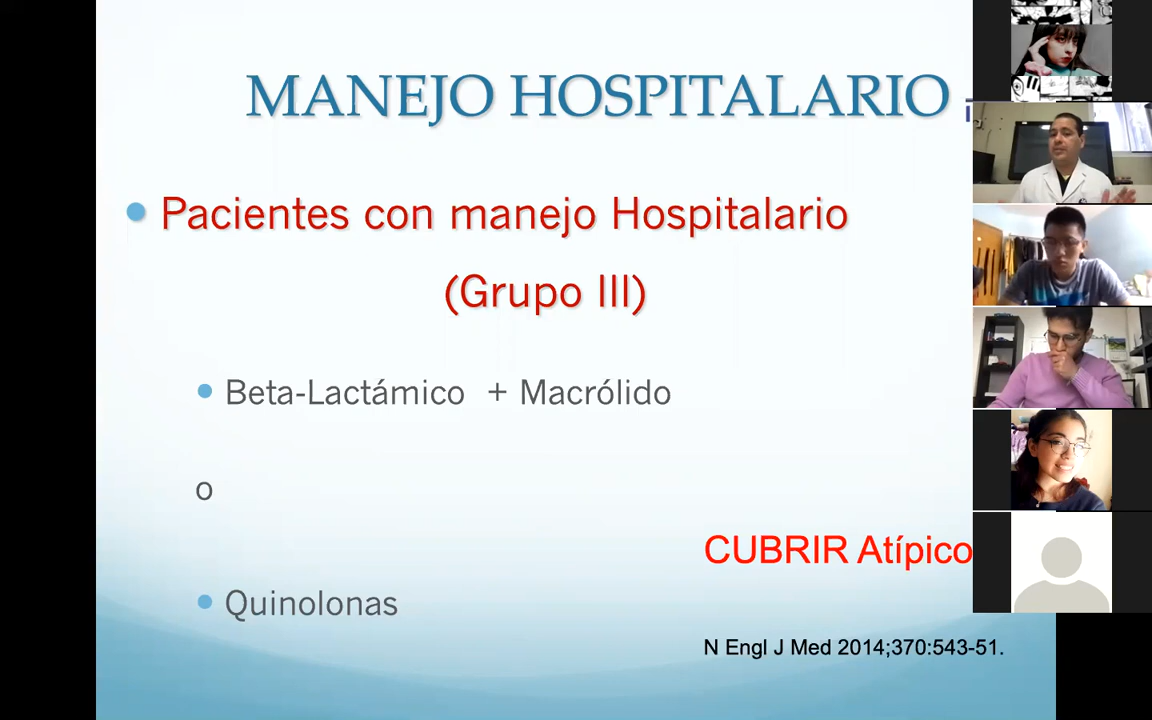 MANEJO HOSPITALARIO
Pacientes con manejo Hospitalario
(Grupo III)
Beta-Lactámico + Macrólido
o
CUBRIR Atípico
Quinolonas
N Engl J Med 2014;370:543-51.